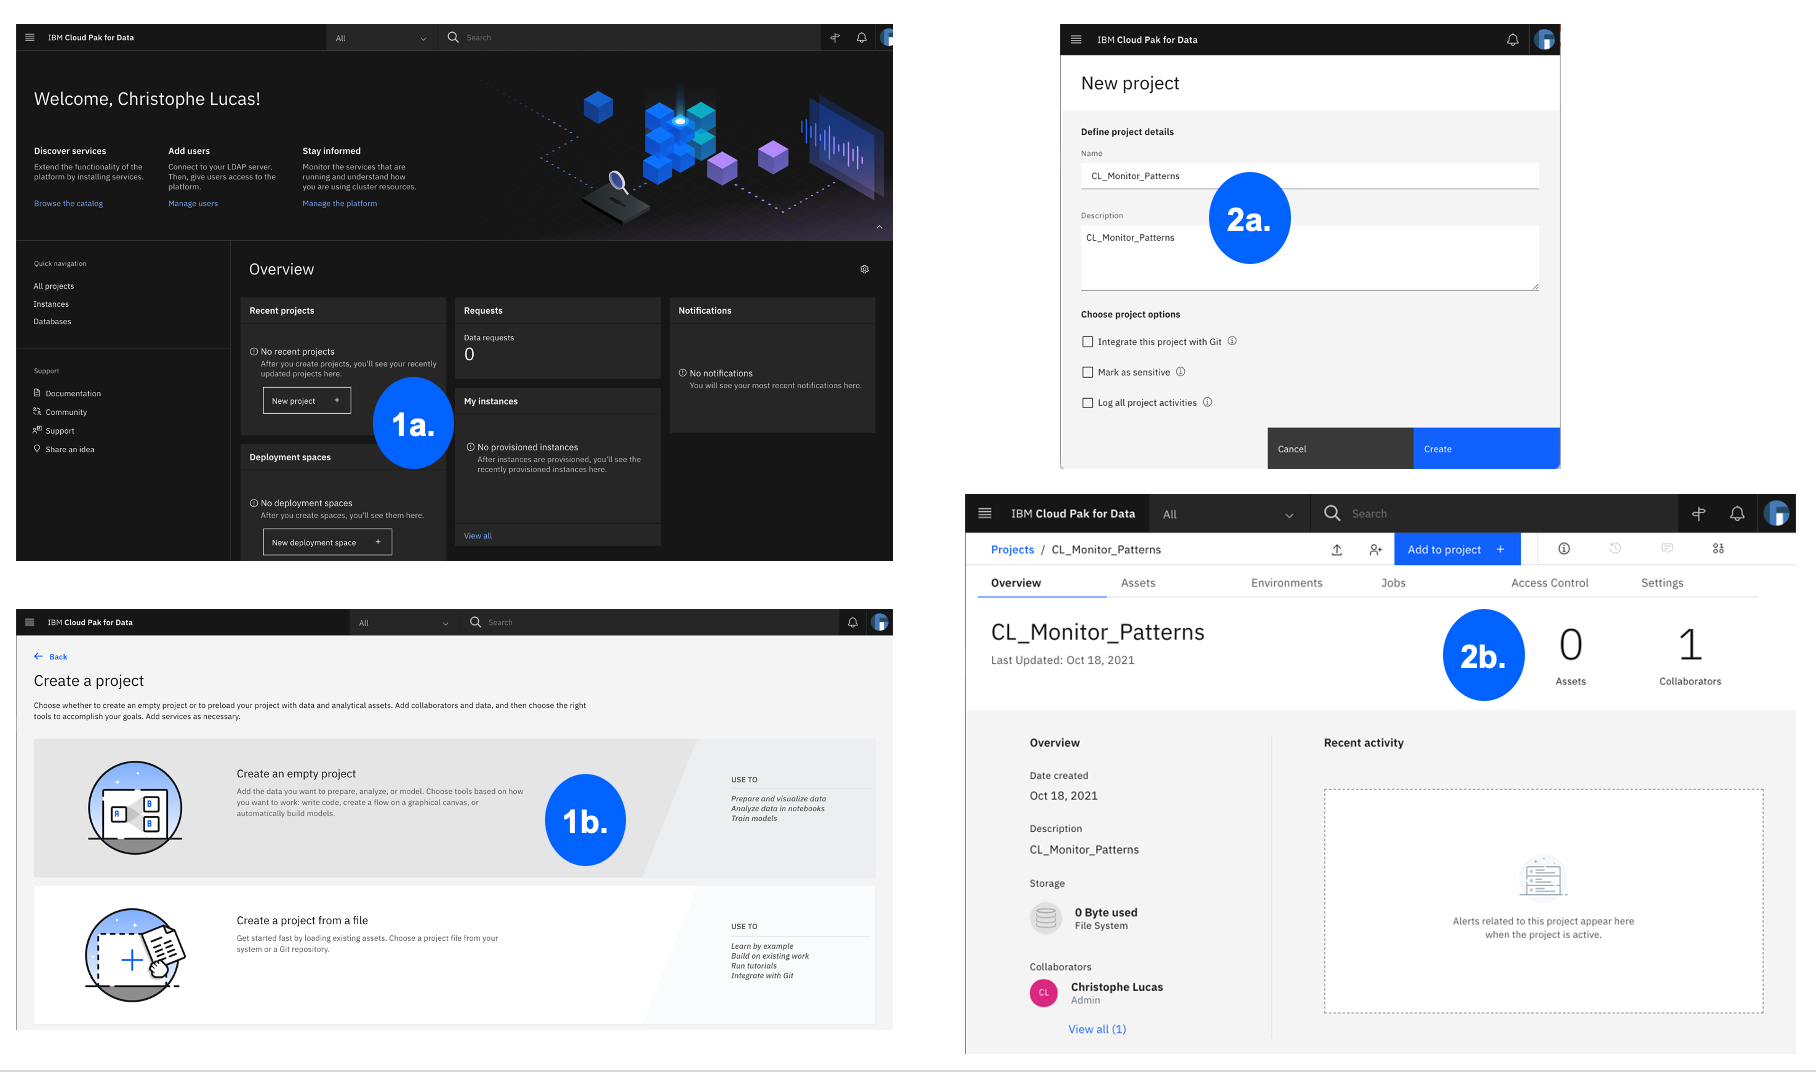 IBM Cloud Pak for Data
All
Search
Welcome, Christophe Lucas!
Discover services
Extend the functionality of the
platform by installing services.
Browse the catalog
Add users
Connect to your LDAP server.
Then, give users access to the
platform.
Manage users
Stay informed
Monitor the services that are
running and understand how
you are using cluster resources.
Manage the platform
Quick navigation
All projects
Instances
Databases
Support
Documentation
Community
Support
Share an idea
Overview
Recent projects
No recent projects
After you create projects, you'll see your recently
updated projects here.
New project +
1a.
Deployment spaces
No deployment spaces
After you create spaces, you'll see them here.
New deployment space +
Requests
Data requests
0
My instances
No provisioned instances
After instances are provisioned, you'll see the
recently provisioned instances here.
View all
Notifications
No notifications
You will see your most recent notifications here.
IBM Cloud Pak for Data
All
Search
Back
Create a project
Choose whether to create an empty project or to preload your project with data and analytical assets. Add collaborators and data, and then choose the right
tools to accomplish your goals. Add services as necessary.
A
B
B
Create an empty project
Add the data you want to prepare, analyze, or model. Choose tools based on how
you want to work: write code, create a flow on a graphical canvas, or
automatically build models.
1b.
USE TO
Prepare and visualize data
Analyze data in notebooks
Train models
Create a project from a file
Get started fast by loading existing assets. Choose a project file from your
system or a Git repository.
USE TO
Learn by example
Build on existing work
Run tutorials
Integrate with Git
IBM Cloud Pak for Data
New project
Define project details
Name
CL_Monitor_Patterns
2a.
Description
CL_Monitor_Patterns
Choose project options
Integrate this project with Git
Mark as sensitive
Log all project activities
Cancel
Create
IBM Cloud Pak for Data
All
Search
Projects / CL_Monitor_Patterns
Add to project +
Overview
Assets
Environments
Jobs
Access Control
Settings
CL_Monitor_Patterns
Last Updated: Oct 18, 2021
2b.
0
Assets
1
Collaborators
Overview
Date created
Oct 18, 2021
Description
CL_Monitor_Patterns
Storage
0 Byte used
File System
Collaborators
CL
Christophe Lucas
Admin
View all (1)
Recent activity
Alerts related to this project appear here
when the project is active.